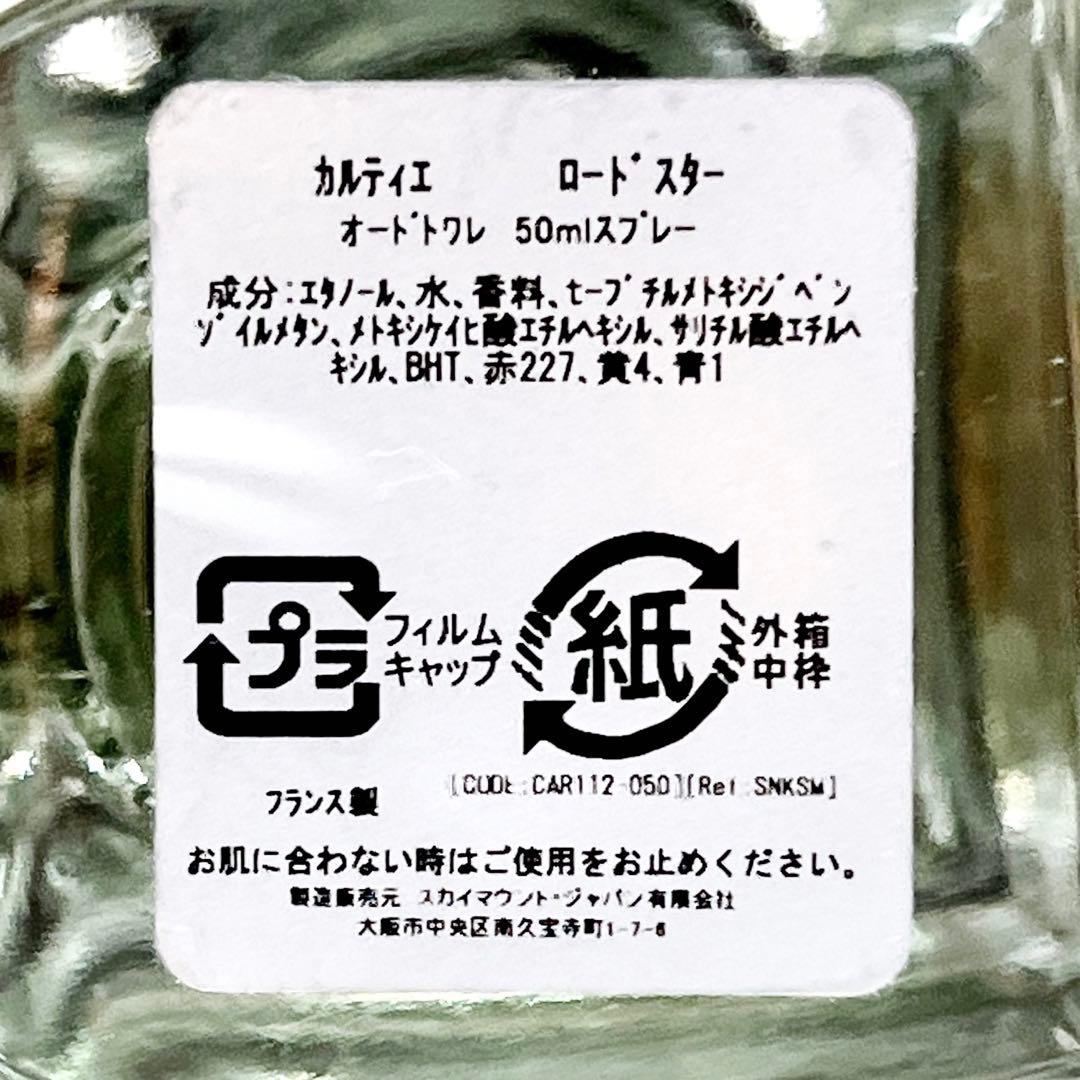 カルティエ　ロードスター
オードトワレ 50mlスプレー
成分:エタノール、水、香料、t-ブチルメトキシジベン
ゾイルメタン、メトキシケイヒ酸エチルヘキシル、サリチル酸エチルヘ
キシル、BHT、赤227、黄4、青1
プラ
フィルム
キャップ
紙
外箱
中枠
フランス製
[CODE:CAR112-050][Ref:SNKSM]
お肌に合わない時はご使用をお止めください。
製造販売元 スカイマウント・ジャパン有限会社
大阪市中央区南久宝寺町1-7-6